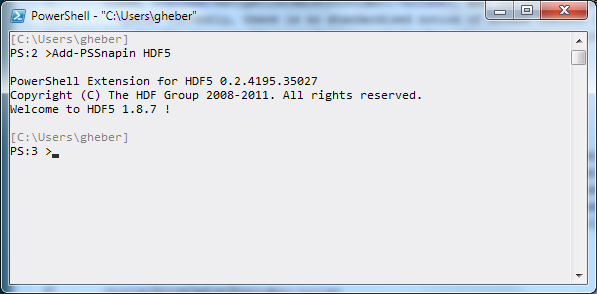 PowerShell - "C:\Users\gheber"
[C:\Users\gheber]
PS:2 >Add-PSSnapin HDF5
PowerShell Extension for HDF5 0.2.4195.35027
Copyright (C) The HDF Group 2008-2011. All rights reserved.
Welcome to HDF5 1.8.7 !
[C:\Users\gheber]
PS:3 >